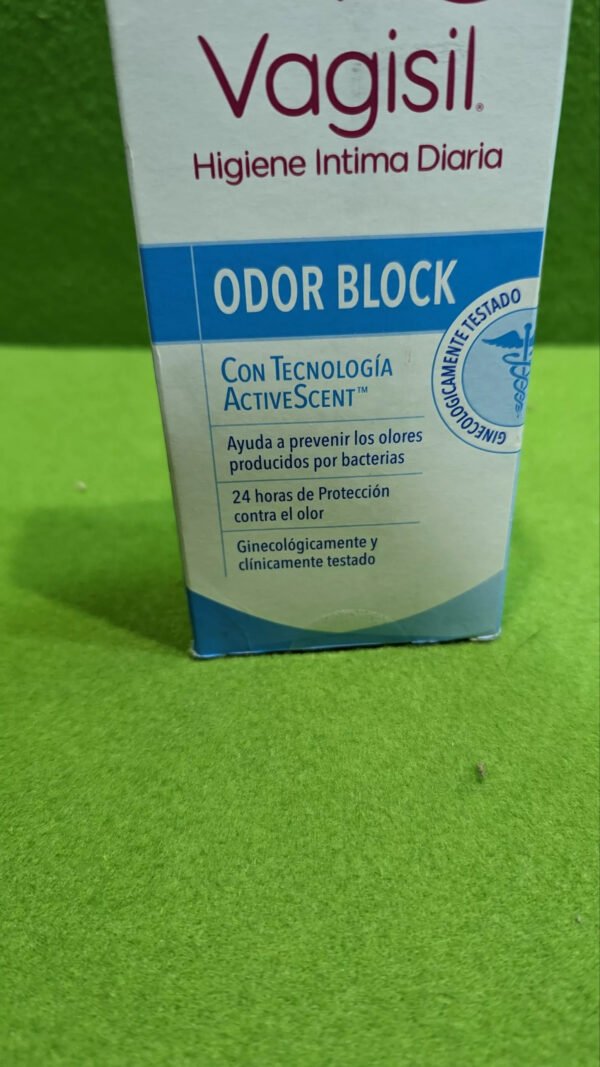 Vagisil®
Higiene Intima Diaria
ODOR BLOCK
GINECOLÓGICAMENTE TESTADO
CON TECNOLOGÍA
ACTIVESCENT™
Ayuda a prevenir los olores
producidos por bacterias
24 horas de Protección
contra el olor
Ginecológicamente y
clínicamente testado